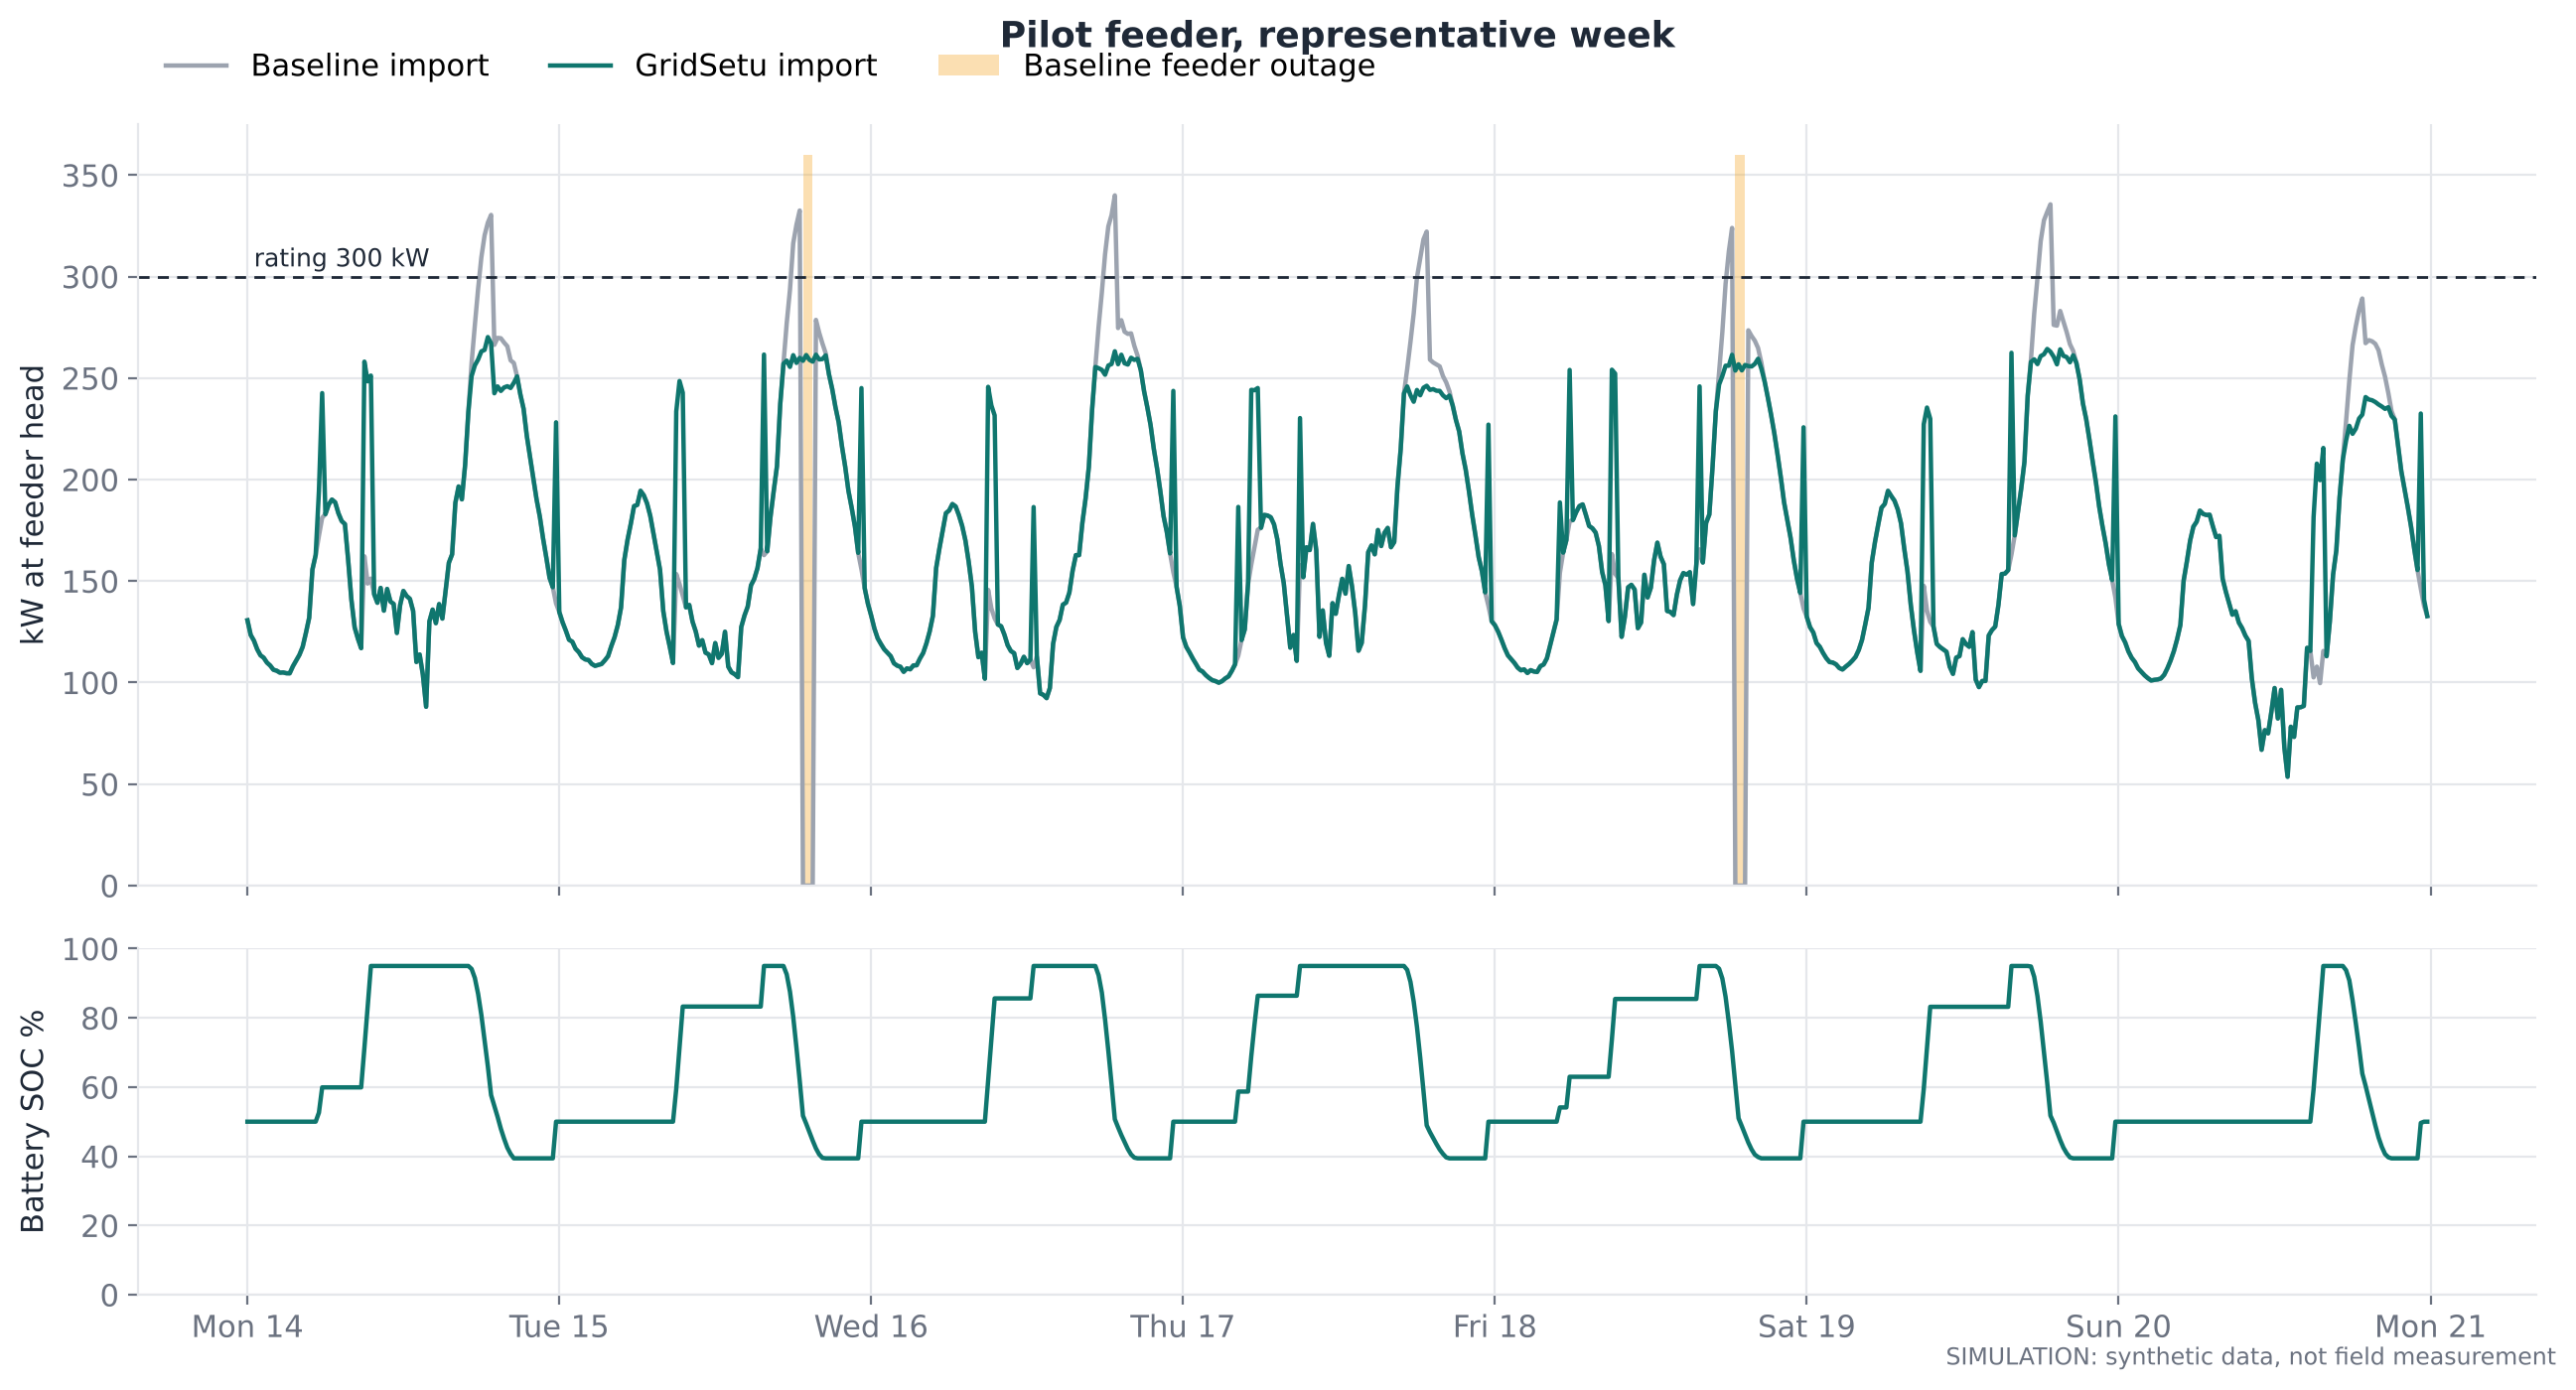 Pilot feeder, representative week
Baseline import
GridSetu import
Baseline feeder outage
kW at feeder head
350
300
250
200
150
100
50
0
rating 300 kW
Battery SOC %
100
80
60
40
20
0
Mon 14
Tue 15
Wed 16
Thu 17
Fri 18
Sat 19
Sun 20
Mon 21
SIMULATION: synthetic data, not field measurement